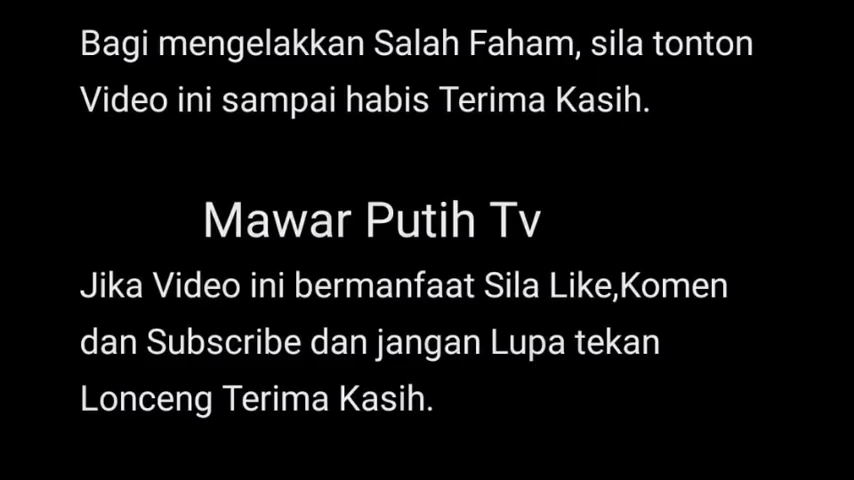 Bagi mengelakkan Salah Faham, sila tonton
Video ini sampai habis Terima Kasih.
Mawar Putih Tv
Jika Video ini bermanfaat Sila Like,Komen
dan Subscribe dan jangan Lupa tekan
Lonceng Terima Kasih.